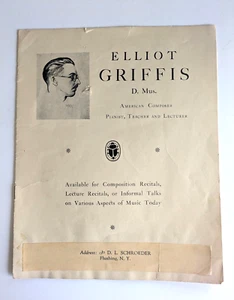 ELLIOT
GRIFFIS
D. Mus.
American Composer
Pianist, Teacher and Lecturer
Available for Composition Recitals,
Lecture Recitals, or Informal Talks
on Various Aspects of Music Today
Address: c/o D. L. SCHROEDER
Flushing, N. Y.